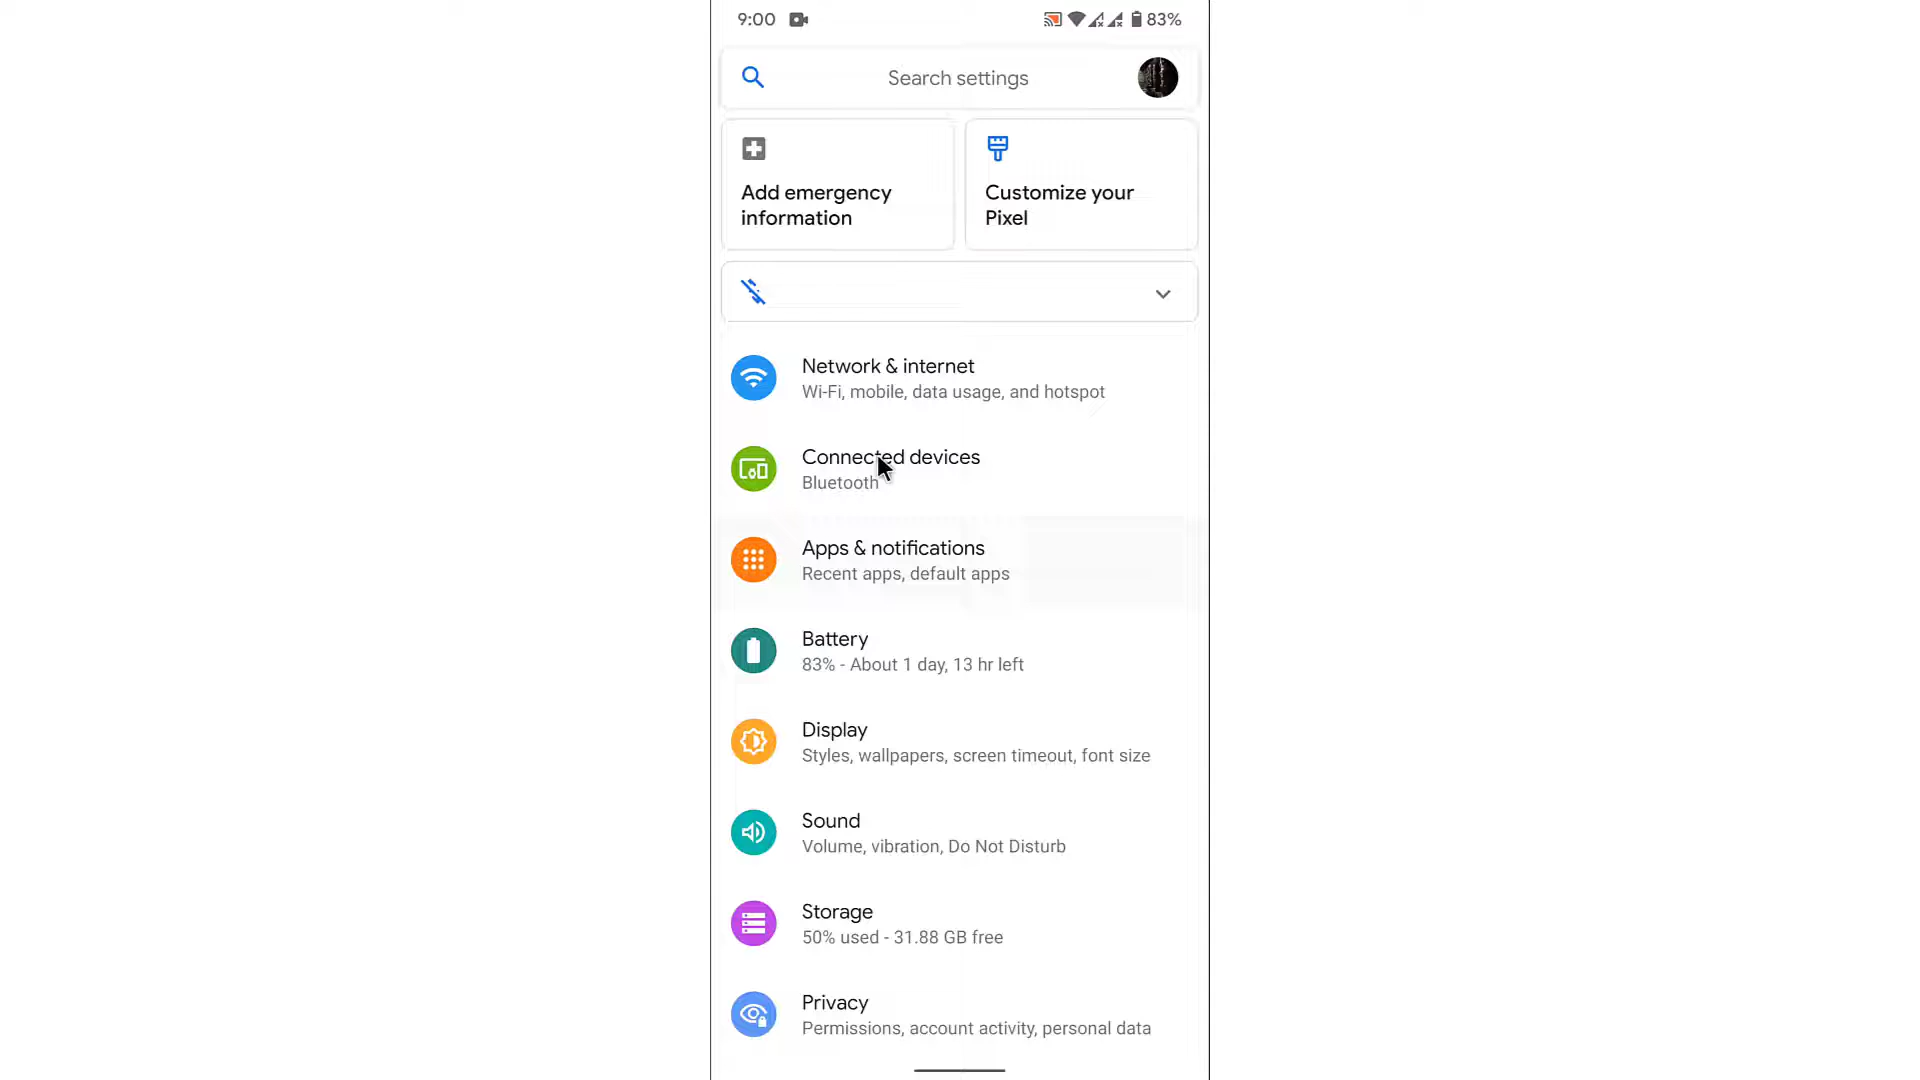 9:00
83%
Search settings
Add emergency
information
Customize your
Pixel
Network & internet
Wi-Fi, mobile, data usage, and hotspot
Connected devices
Bluetooth
Apps & notifications
Recent apps, default apps
Battery
83% - About 1 day, 13 hr left
Display
Styles, wallpapers, screen timeout, font size
Sound
Volume, vibration, Do Not Disturb
Storage
50% used - 31.88 GB free
Privacy
Permissions, account activity, personal data